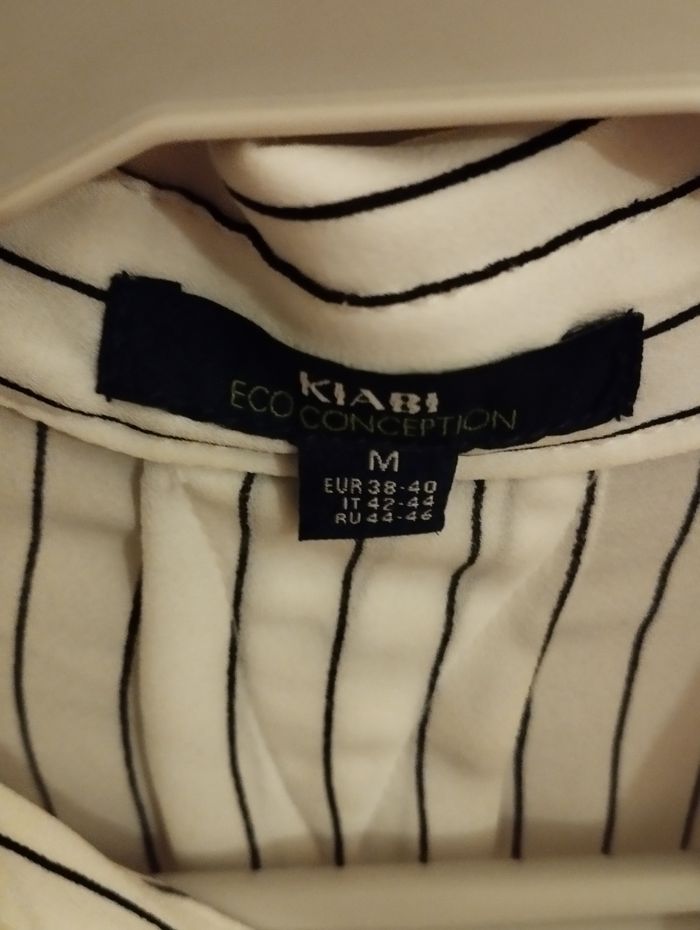 KIABI
ECO CONCEPTION
M
EUR 38-40
IT 42-44
RU 44-46